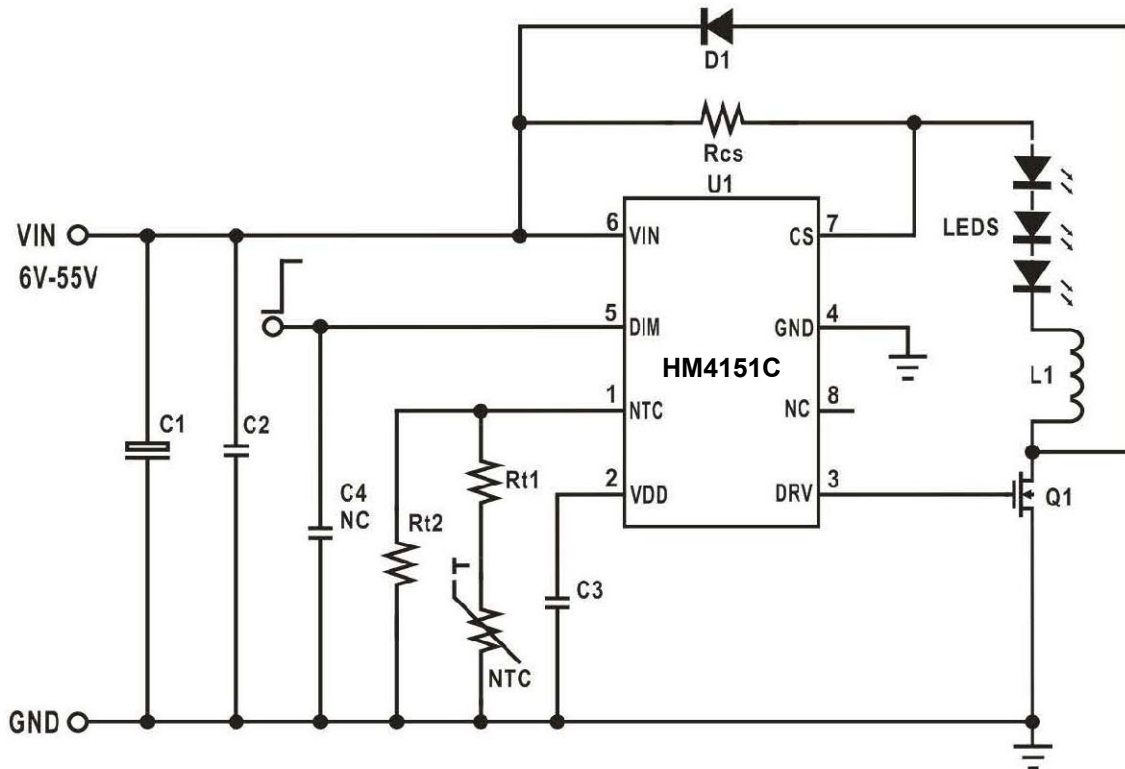 D1
Rcs
U1
VIN
6V-55V
6
VIN
CS
7
LEDS
5
DIM
GND
4
HM4151C
L1
1
NTC
NC
8
C1
C2
C4
NC
Rt2
Rt1
2
VDD
DRV
3
Q1
T
C3
NTC
GND